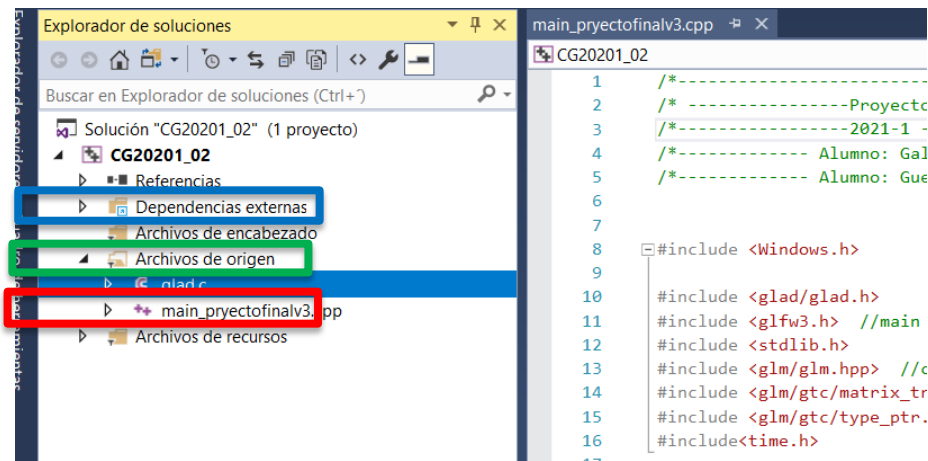 Explorador de soluciones
Buscar en Explorador de soluciones (Ctrl+´)
Solución "CG20201_02" (1 proyecto)
CG20201_02
Referencias
Dependencias externas
Archivos de encabezado
Archivos de origen
glad.c
main_pryectofinalv3.cpp
Archivos de recursos
main_pryectofinalv3.cpp
CG20201_02
1 /*-------------------------
2 /* ----------------Proyecto
3 /*-----------------2021-1 -
4 /*------------- Alumno: Gal
5 /*------------- Alumno: Gue
6
7
8 #include <Windows.h>
9
10 #include <glad/glad.h>
11 #include <glfw3.h> //main
12 #include <stdlib.h>
13 #include <glm/glm.hpp> //c
14 #include <glm/gtc/matrix_tr
15 #include <glm/gtc/type_ptr.
16 #include<time.h>